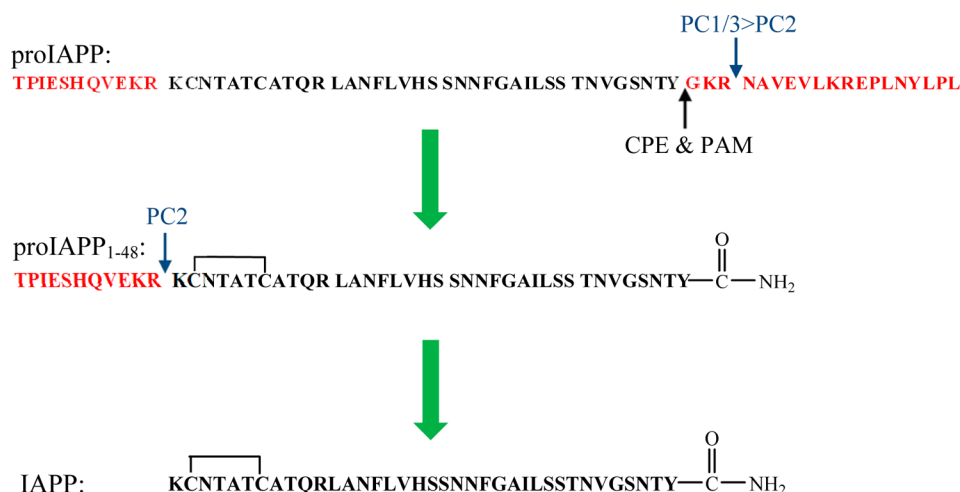 PC1/3>PC2
proIAPP:
TPIESHQVEKR KCNTATCATQR LANFLVHS SNNFGAILSS TNVGSNTY GKR NAVEVLKREPLNYLPL
CPE & PAM
PC2
proIAPP1-48:
O
TPIESHQVEKR KCNTATCATQR LANFLVHS SNNFGAILSS TNVGSNTY C NH2
O
IAPP: KCNTATCATQRLANFLVHSSNNFGAILSSTNVGSNTY C NH2